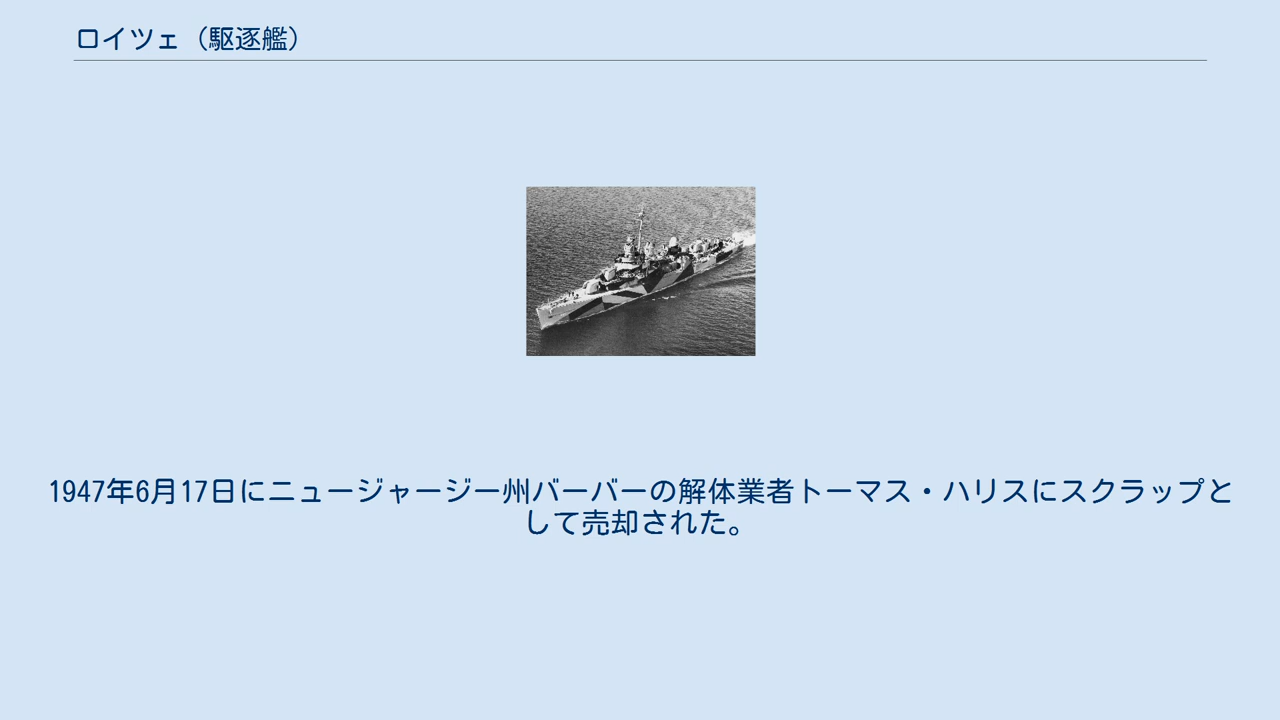 ロイツェ（駆逐艦）
1947年6月17日にニュージャージー州バーバーの解体業者トーマス・ハリスにスクラップと
して売却された。